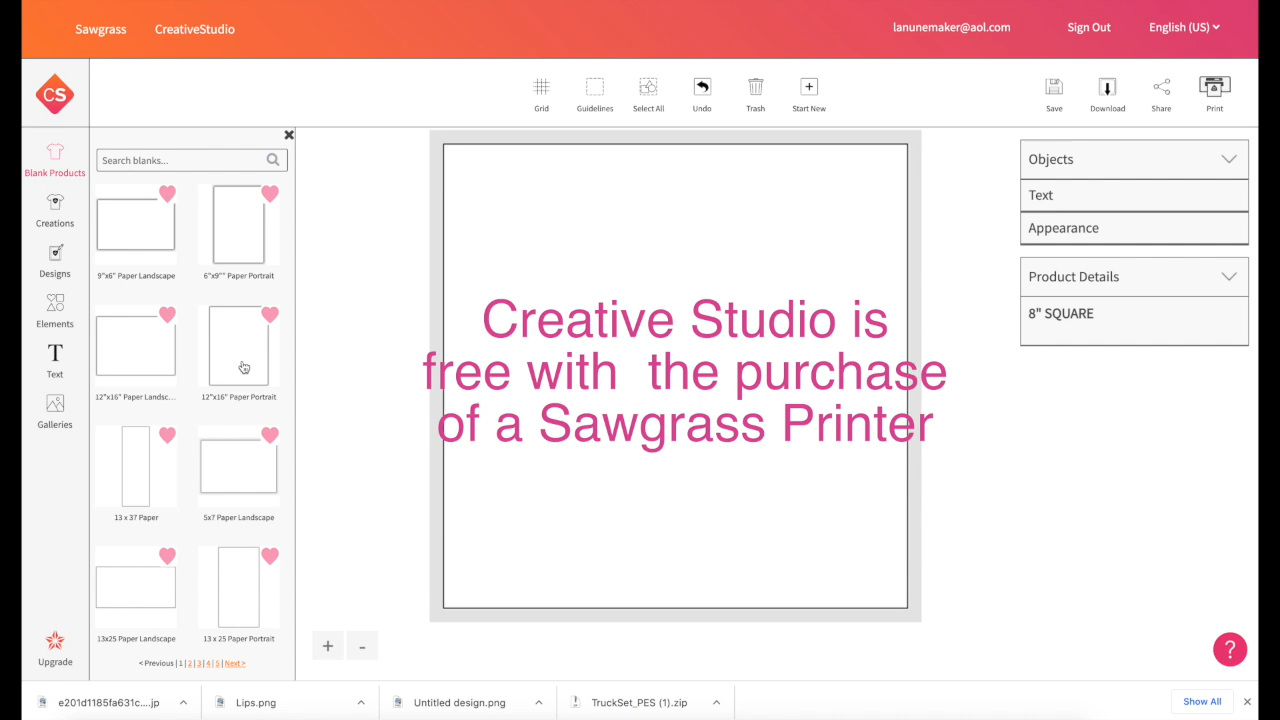 Sawgrass
CreativeStudio
lanunemaker@aol.com
Sign Out
English (US)
CS
Grid
Guidelines
Select All
Undo
Trash
Start New
Save
Download
Share
Print
Blank Products
Creations
Designs
Elements
T
Text
Galleries
Upgrade
Search blanks...
9"x6" Paper Landscape
6"x9"" Paper Portrait
12"x16" Paper Landsc...
12"x16" Paper Portrait
13 x 37 Paper
5x7 Paper Landscape
13x25 Paper Landscape
13 x 25 Paper Portrait
< Previous | 1 | 2 | 3 | 4 | 5 | Next >
Creative Studio is
free with  the purchase
of a Sawgrass Printer
+
-
Objects
Text
Appearance
Product Details
8" SQUARE
?
e201d1185fa631c....jp
Lips.png
Untitled design.png
TruckSet_PES (1).zip
Show All